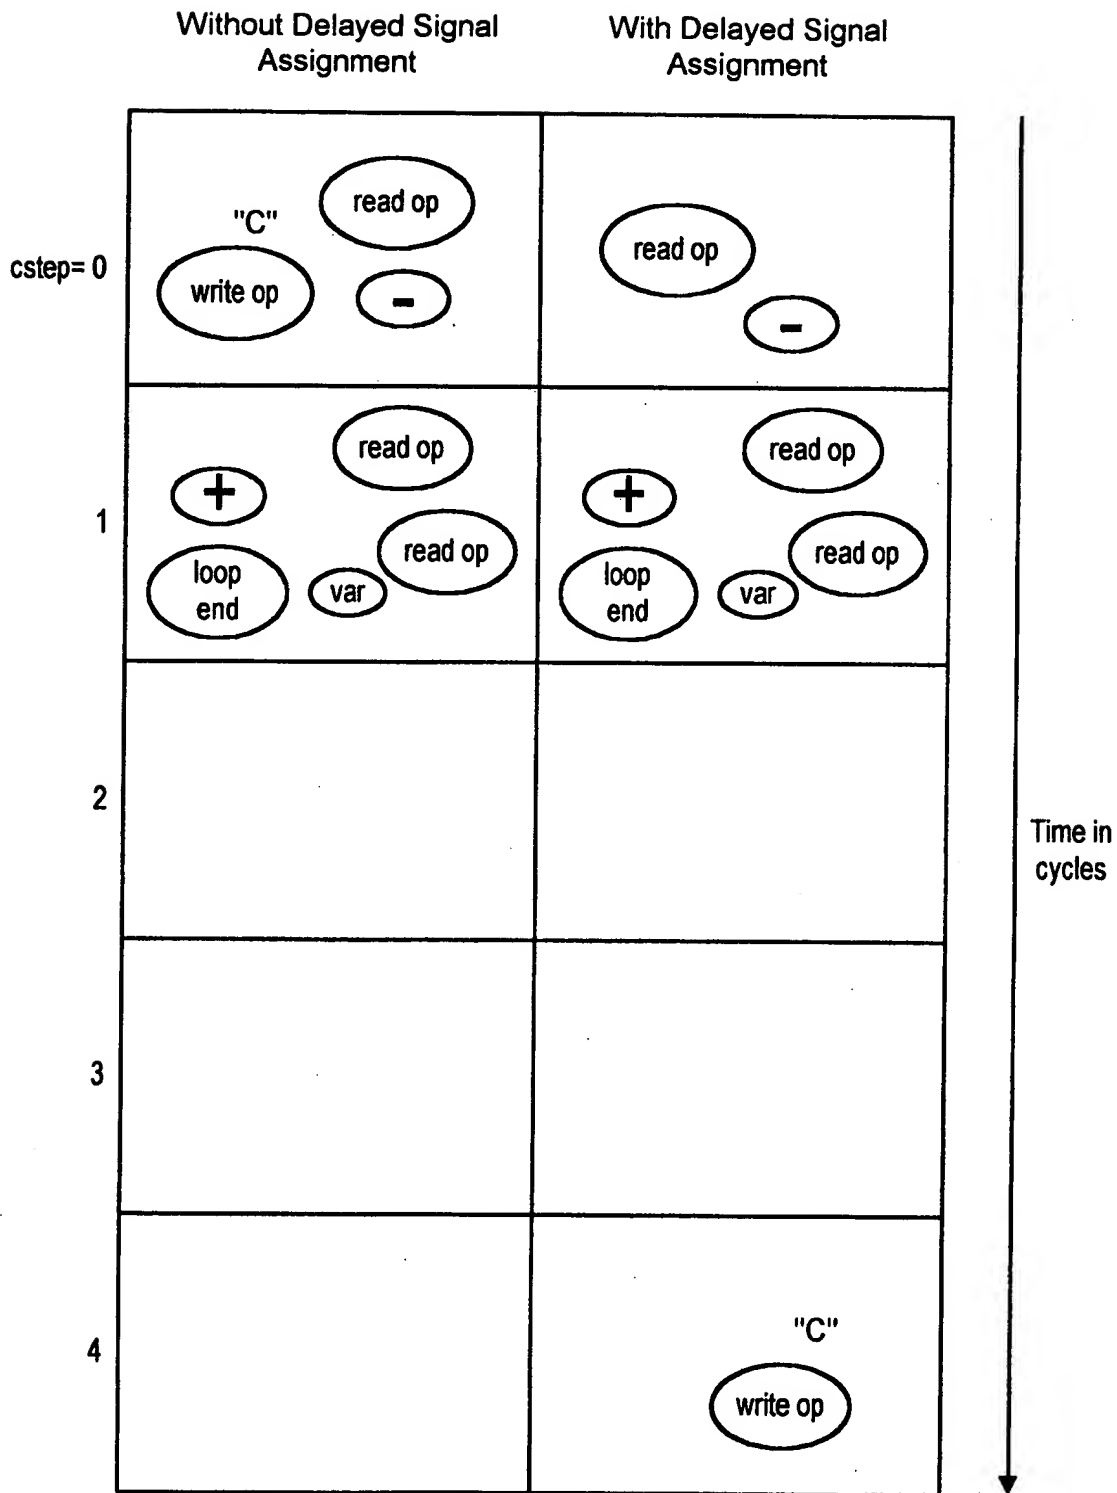 Without Delayed Signal
Assignment
With Delayed Signal
Assignment
cstep= 0
"C"
read op
write op
-
read op
-
1
read op
+
read op
loop
end
var
read op
+
read op
loop
end
var
2
Time in
cycles
3
4
"C"
write op